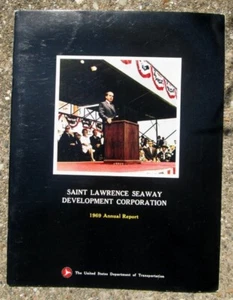 SAINT LAWRENCE SEAWAY
DEVELOPMENT CORPORATION
1969 Annual Report
The United States Department of Transportation